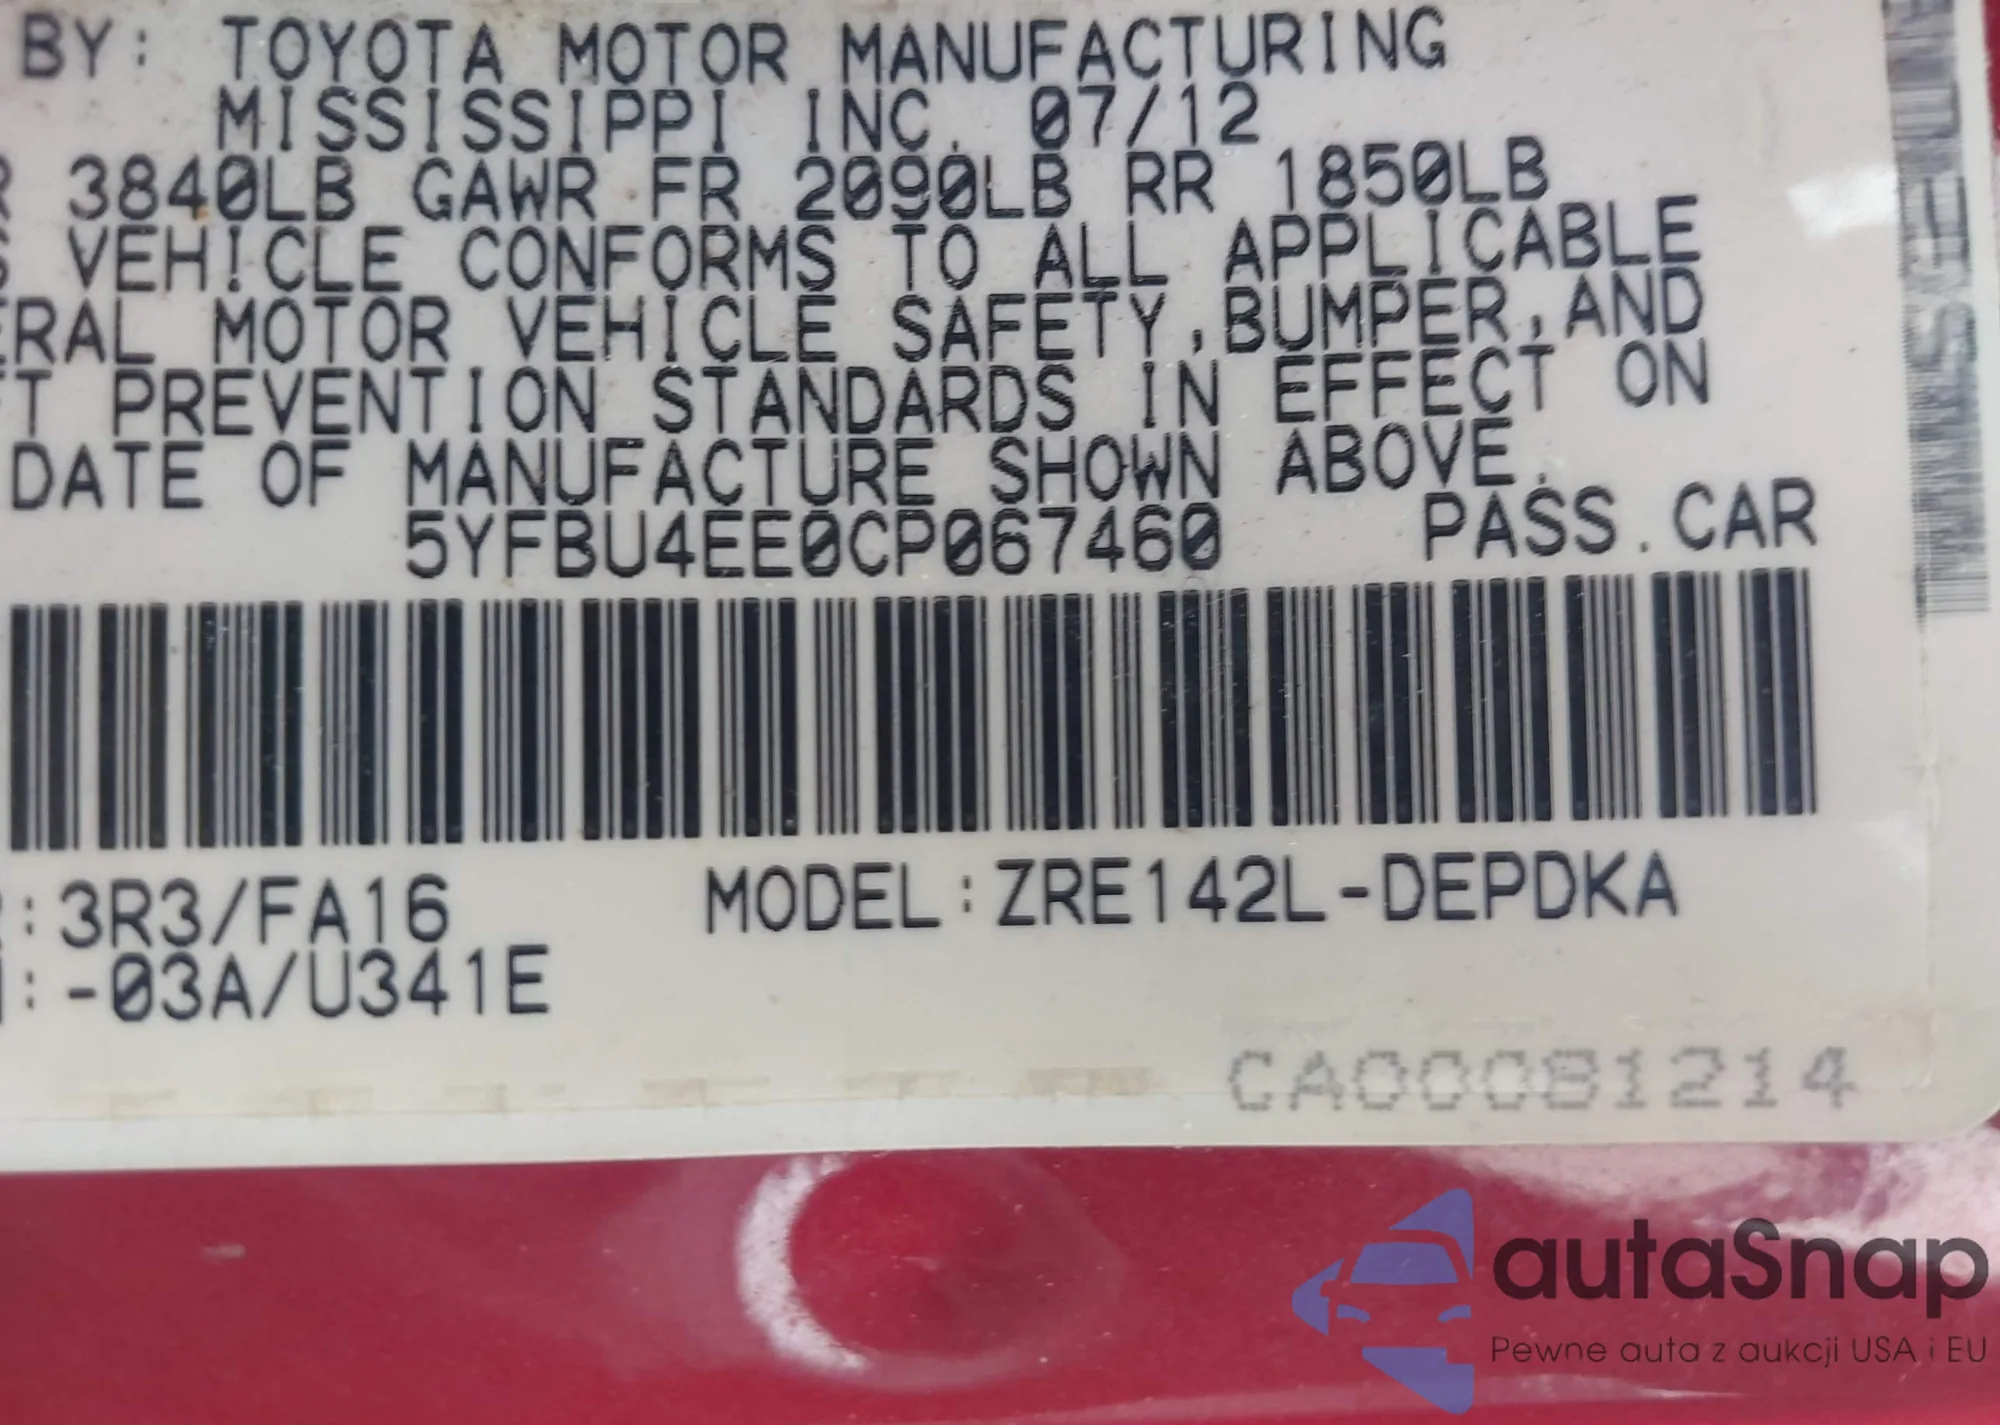 BY: TOYOTA MOTOR MANUFACTURING
MISSISSIPPI INC. 07/12
R 3840LB GAWR FR 2090LB RR 1850LB
S VEHICLE CONFORMS TO ALL APPLICABLE
ERAL MOTOR VEHICLE SAFETY,BUMPER,AND
T PREVENTION STANDARDS IN EFFECT ON
DATE OF MANUFACTURE SHOWN ABOVE.
5YFBU4EE0CP067460 PASS.CAR
:3R3/FA16 MODEL:ZRE142L-DEPDKA
:-03A/U341E
CA00081214
autaSnap
Pewne auta z aukcji USA i EU